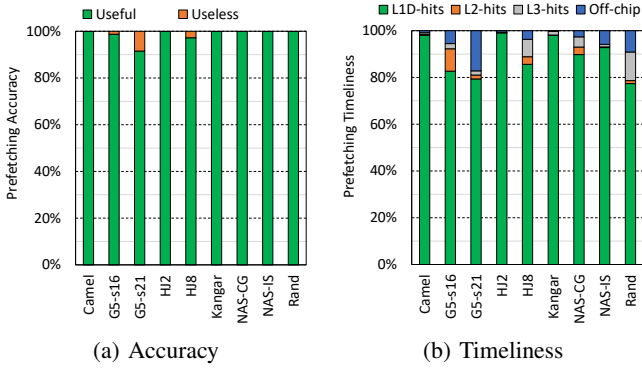 Useful Useless
Prefetching Accuracy
100%
80%
60%
40%
20%
0%
Camel
G5-s16
G5-s21
HJ2
HJ8
Kangar
NAS-CG
NAS-IS
Rand
(a) Accuracy
L1D-hits L2-hits L3-hits Off-chip
Prefetching Timeliness
100%
80%
60%
40%
20%
0%
Camel
G5-s16
G5-s21
HJ2
HJ8
Kangar
NAS-CG
NAS-IS
Rand
(b) Timeliness